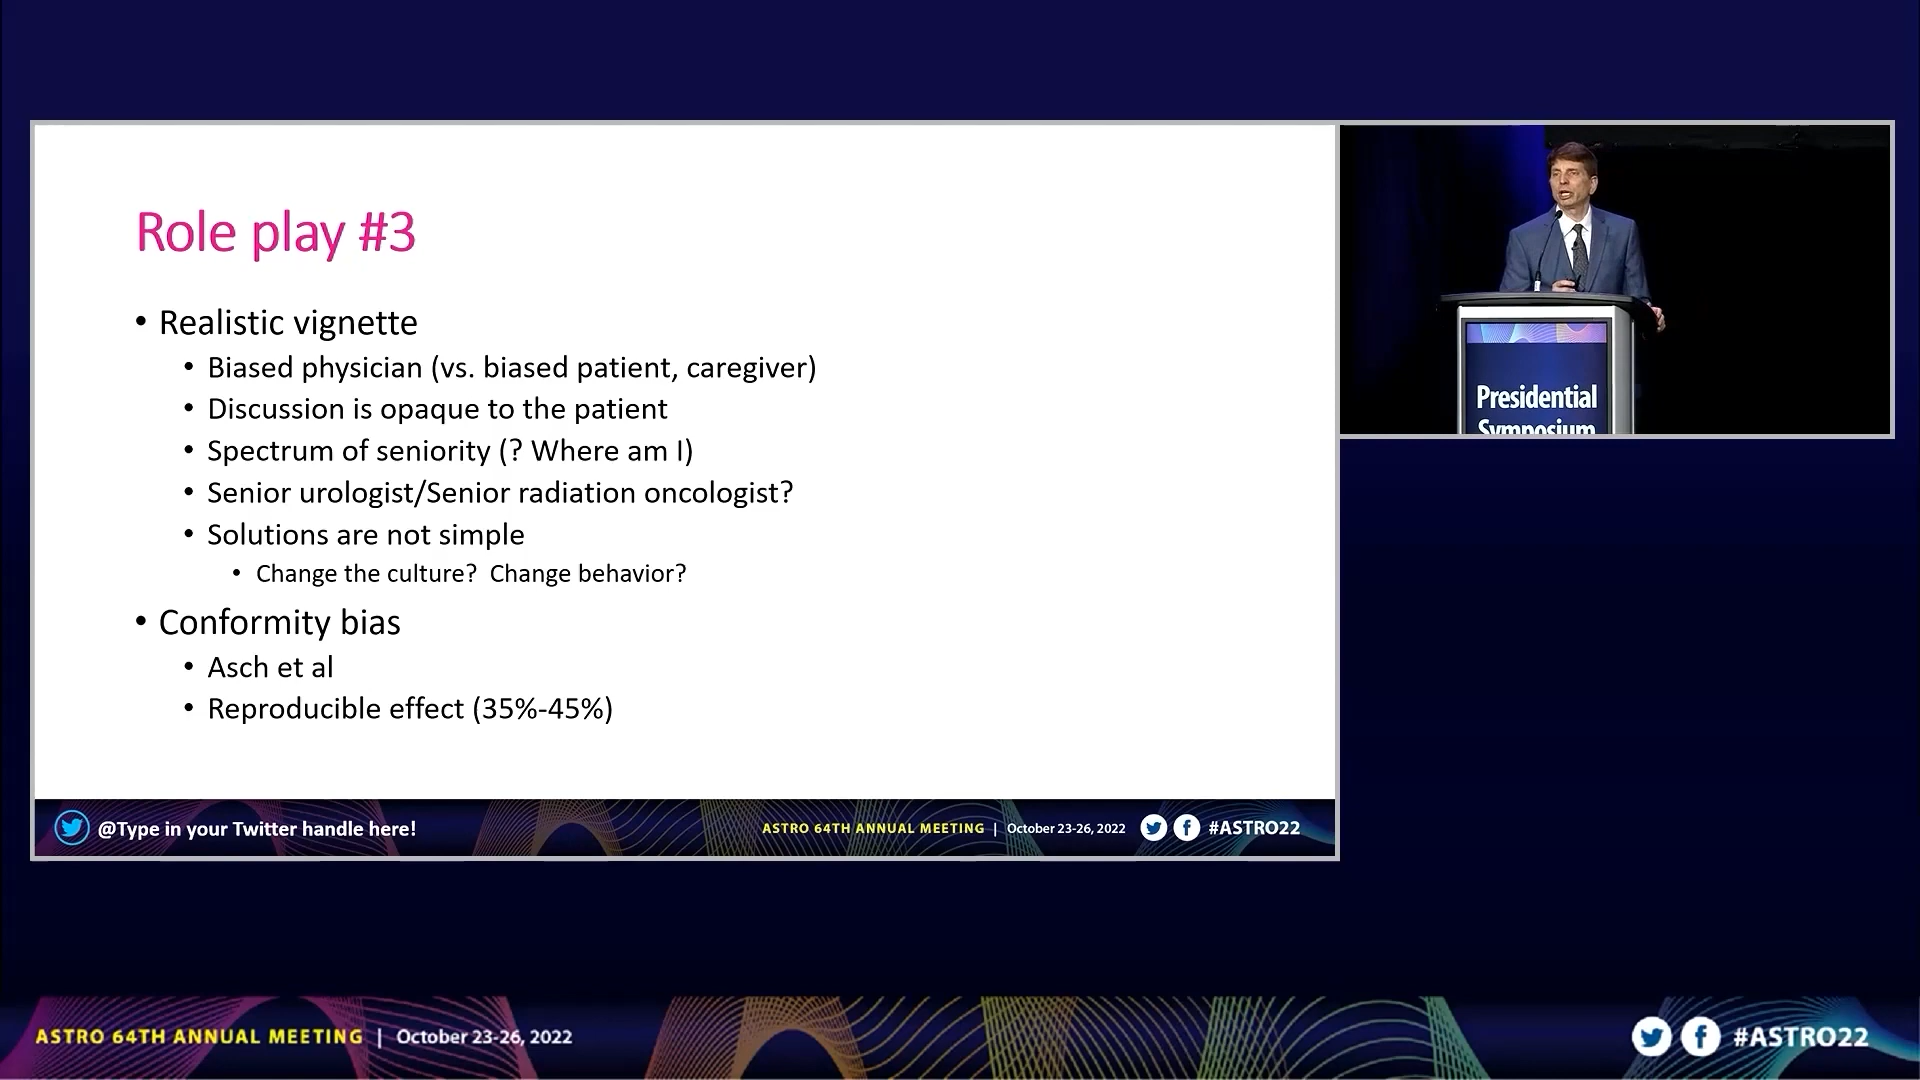 Role play #3
• Realistic vignette
• Biased physician (vs. biased patient, caregiver)
• Discussion is opaque to the patient
• Spectrum of seniority (? Where am I)
• Senior urologist/Senior radiation oncologist?
• Solutions are not simple
• Change the culture?  Change behavior?
• Conformity bias
• Asch et al
• Reproducible effect (35%-45%)
@Type in your Twitter handle here!
ASTRO 64TH ANNUAL MEETING | October 23-26, 2022 #ASTRO22
Presidential
Symposium
ASTRO 64TH ANNUAL MEETING | October 23-26, 2022
#ASTRO22